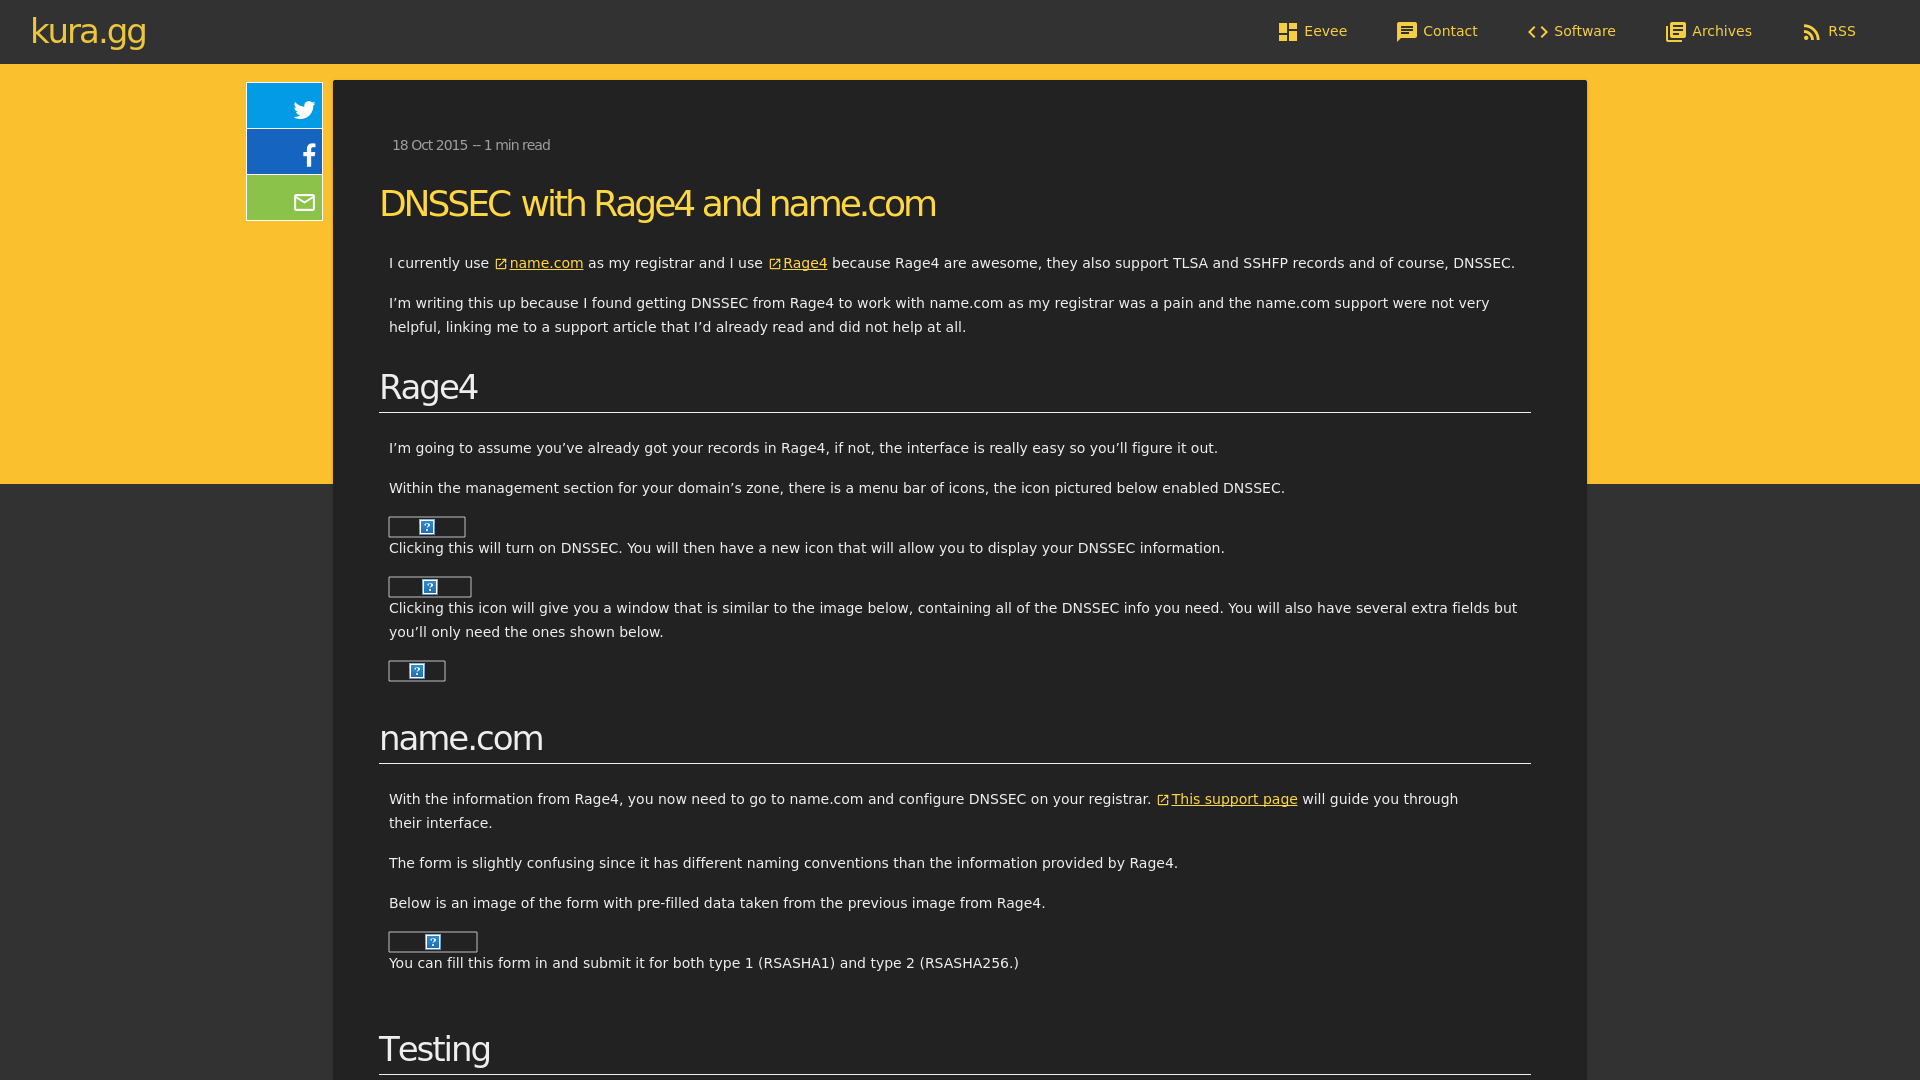 kura.gg
Eevee
Contact
Software
Archives
RSS
18 Oct 2015 -- 1 min read
DNSSEC with Rage4 and name.com
I currently use name.com as my registrar and I use Rage4 because Rage4 are awesome, they also support TLSA and SSHFP records and of course, DNSSEC.
I’m writing this up because I found getting DNSSEC from Rage4 to work with name.com as my registrar was a pain and the name.com support were not very
helpful, linking me to a support article that I’d already read and did not help at all.
Rage4
I’m going to assume you’ve already got your records in Rage4, if not, the interface is really easy so you’ll figure it out.
Within the management section for your domain’s zone, there is a menu bar of icons, the icon pictured below enabled DNSSEC.
Clicking this will turn on DNSSEC. You will then have a new icon that will allow you to display your DNSSEC information.
Clicking this icon will give you a window that is similar to the image below, containing all of the DNSSEC info you need. You will also have several extra fields but
you’ll only need the ones shown below.
name.com
With the information from Rage4, you now need to go to name.com and configure DNSSEC on your registrar. This support page will guide you through
their interface.
The form is slightly confusing since it has different naming conventions than the information provided by Rage4.
Below is an image of the form with pre-filled data taken from the previous image from Rage4.
You can fill this form in and submit it for both type 1 (RSASHA1) and type 2 (RSASHA256.)
Testing